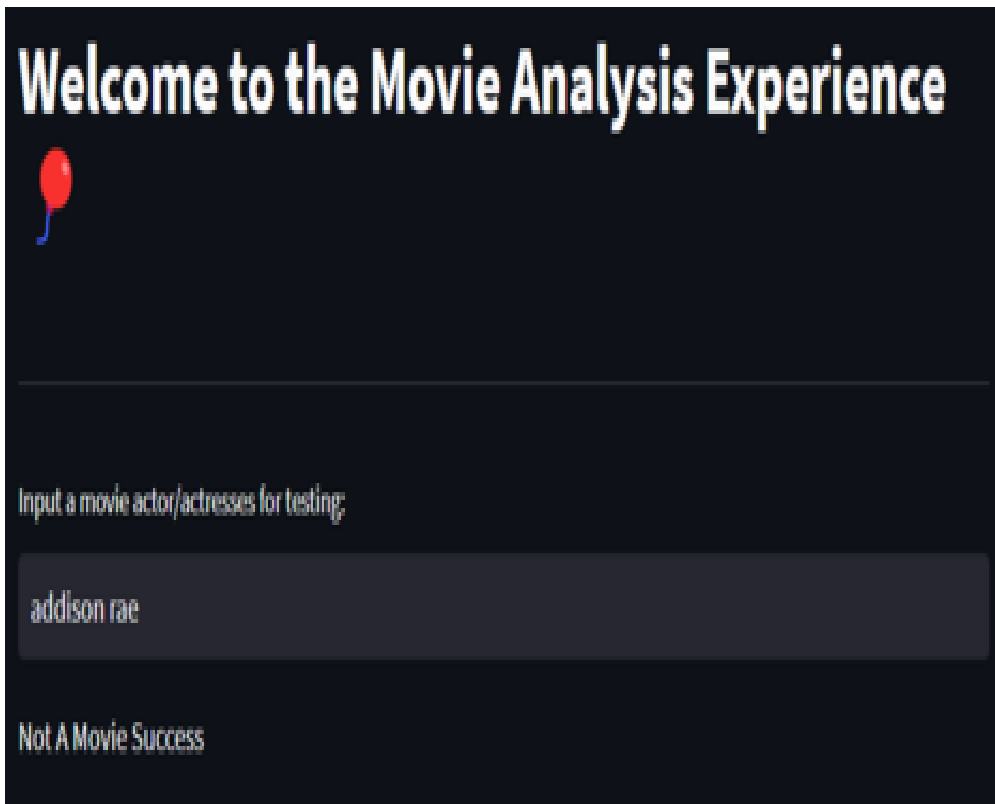 Welcome to the Movie Analysis Experience
Input a movie actor/actresses for testing:
addison rae
Not A Movie Success